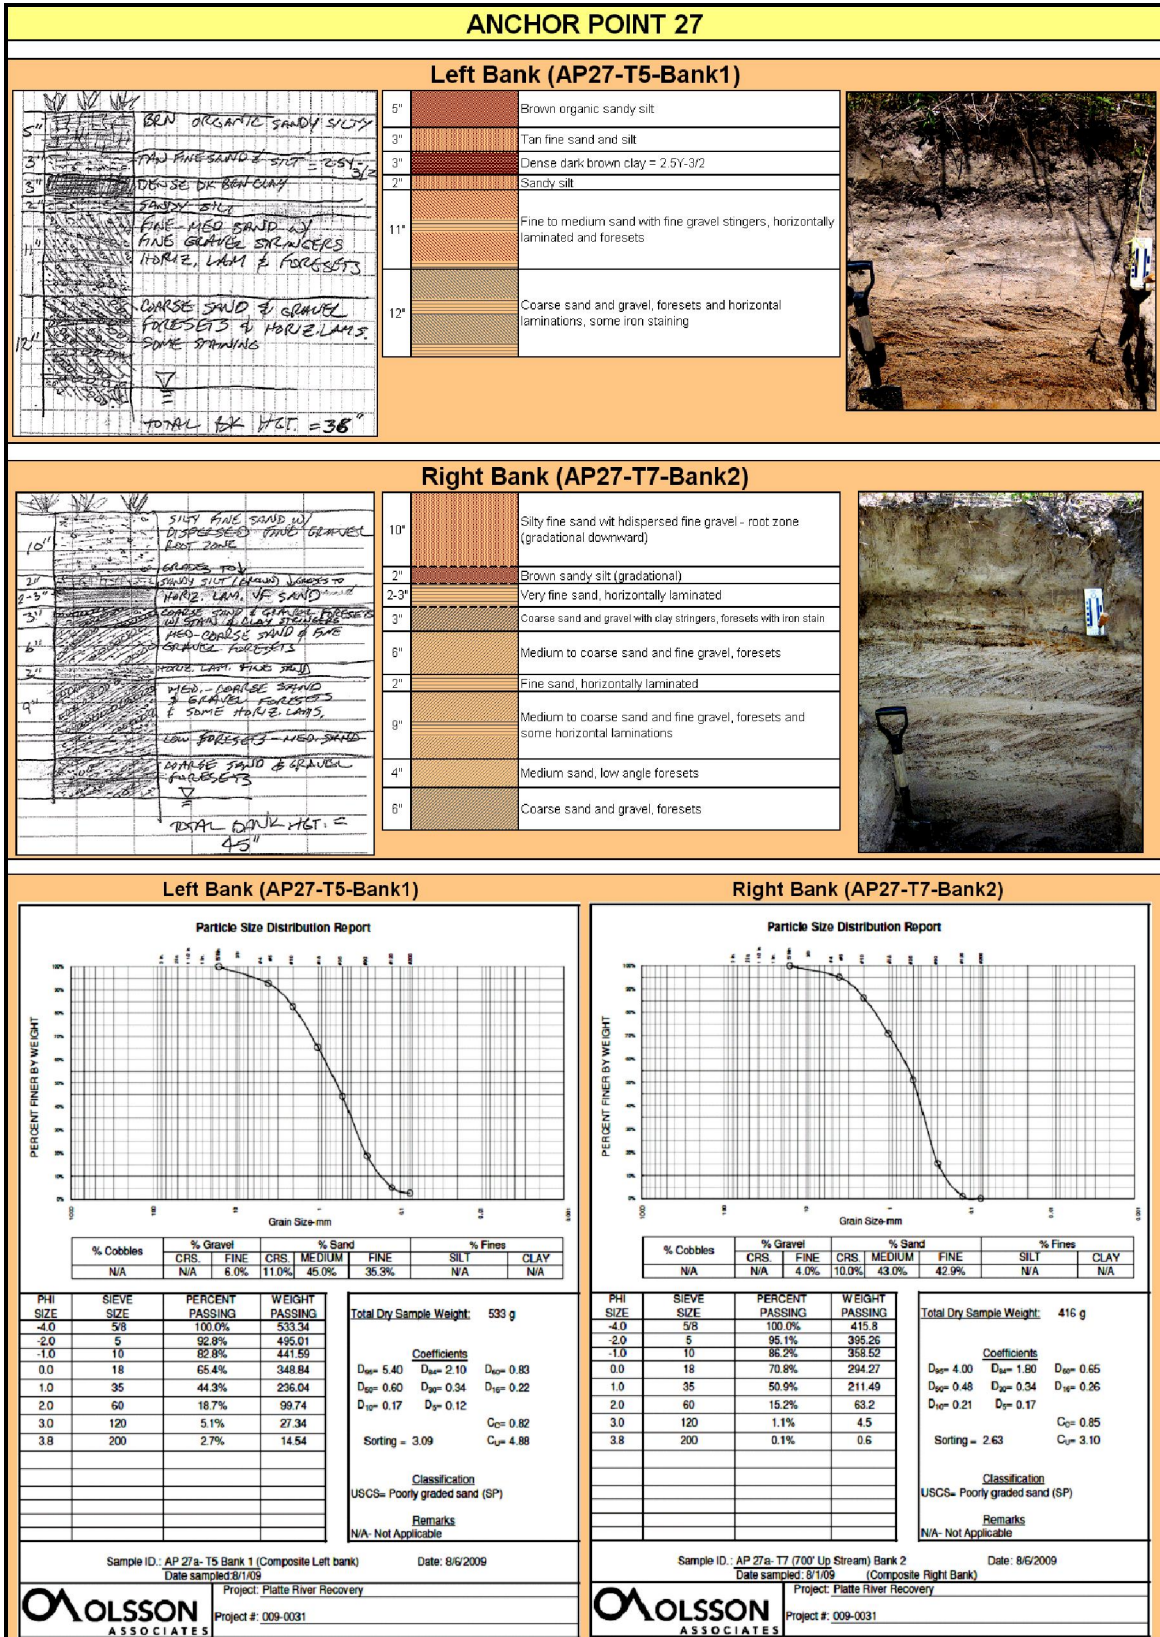 ANCHOR POINT 27
Left Bank (AP27-T5-Bank1)
5" BRN ORGANIC SANDY SILTY
3" TAN FINE SAND & SILT = 2.5Y-3/2
3" DENSE DK BRN CLAY
2" SANDY SILT
11" FINE-MED SAND W/
FINE GRAVEL STRINGERS
HORIZ. LAM & FORESETS
12" COARSE SAND & GRAVEL
FORESETS & HORIZ. LAMS.
SOME STAINING
TOTAL BK HGT. = 36"
5" Brown organic sandy silt
3" Tan fine sand and silt
3" Dense dark brown clay = 2.5Y-3/2
2" Sandy silt
11" Fine to medium sand with fine gravel stingers, horizontally
laminated and foresets
12" Coarse sand and gravel, foresets and horizontal
laminations, some iron staining
Right Bank (AP27-T7-Bank2)
10" SILTY FINE SAND W/
DISPERSED FINE GRAVEL
ROOT ZONE
GRADES TO
2" SANDY SILT (BROWN) GRADES TO
2-3" HORIZ. LAM. VF SAND
3" COARSE SAND & GRAVEL FORESETS
W/ STAIN & CLAY STRINGERS
6" MED-COARSE SAND & FINE
GRAVEL FORESETS
2" HORIZ. LAM. FINE SAND
9" MED.-COARSE SAND
& GRAVEL FORESETS
& SOME HORIZ. LAMS.
LOW FORESETS-MED. SAND
COARSE SAND & GRAVEL
FORESETS
TOTAL BANK HGT. =
45"
10" Silty fine sand wit hdispersed fine gravel - root zone
(gradational downward)
2" Brown sandy silt (gradational)
2-3" Very fine sand, horizontally laminated
3" Coarse sand and gravel with clay stringers, foresets with iron stain
6" Medium to coarse sand and fine gravel, foresets
2" Fine sand, horizontally laminated
9" Medium to coarse sand and fine gravel, foresets and
some horizontal laminations
4" Medium sand, low angle foresets
6" Coarse sand and gravel, foresets
Left Bank (AP27-T5-Bank1)
Particle Size Distribution Report
PERCENT FINER BY WEIGHT
Grain Size-mm
% Cobbles % Gravel % Sand % Fines
CRS. FINE CRS. MEDIUM FINE SILT CLAY
N/A N/A 6.0% 11.0% 45.0% 35.3% N/A N/A
PHI SIEVE PERCENT WEIGHT
SIZE SIZE PASSING PASSING
-4.0 5/8 100.0% 533.34
-2.0 5 92.8% 495.01
-1.0 10 82.8% 441.59
0.0 18 65.4% 348.84
1.0 35 44.3% 236.04
2.0 60 18.7% 99.74
3.0 120 5.1% 27.34
3.8 200 2.7% 14.54
Total Dry Sample Weight: 533 g
Coefficients
D95= 5.40 D84= 2.10 D60= 0.83
D50= 0.60 D30= 0.34 D16= 0.22
D10= 0.17 D5= 0.12
CC= 0.82
Sorting = 3.09 CU= 4.88
Classification
USCS= Poorly graded sand (SP)
Remarks
N/A- Not Applicable
Sample ID.: AP 27a- T5 Bank 1 (Composite Left bank) Date: 8/6/2009
Date sampled:8/1/09
OLSSON
ASSOCIATES
Project: Platte River Recovery
Project #: 009-0031
Right Bank (AP27-T7-Bank2)
Particle Size Distribution Report
PERCENT FINER BY WEIGHT
Grain Size-mm
% Cobbles % Gravel % Sand % Fines
CRS. FINE CRS. MEDIUM FINE SILT CLAY
N/A N/A 4.0% 10.0% 43.0% 42.9% N/A N/A
PHI SIEVE PERCENT WEIGHT
SIZE SIZE PASSING PASSING
-4.0 5/8 100.0% 415.8
-2.0 5 95.1% 395.26
-1.0 10 86.2% 358.52
0.0 18 70.8% 294.27
1.0 35 50.9% 211.49
2.0 60 15.2% 63.2
3.0 120 1.1% 4.5
3.8 200 0.1% 0.6
Total Dry Sample Weight: 416 g
Coefficients
D95= 4.00 D84= 1.80 D60= 0.65
D50= 0.48 D30= 0.34 D16= 0.26
D10= 0.21 D5= 0.17
CC= 0.85
Sorting = 2.63 CU= 3.10
Classification
USCS= Poorly graded sand (SP)
Remarks
N/A- Not Applicable
Sample ID.: AP 27a- T7 (700' Up Stream) Bank 2 Date: 8/6/2009
Date sampled: 8/1/09 (Composite Right Bank)
OLSSON
ASSOCIATES
Project: Platte River Recovery
Project #: 009-0031